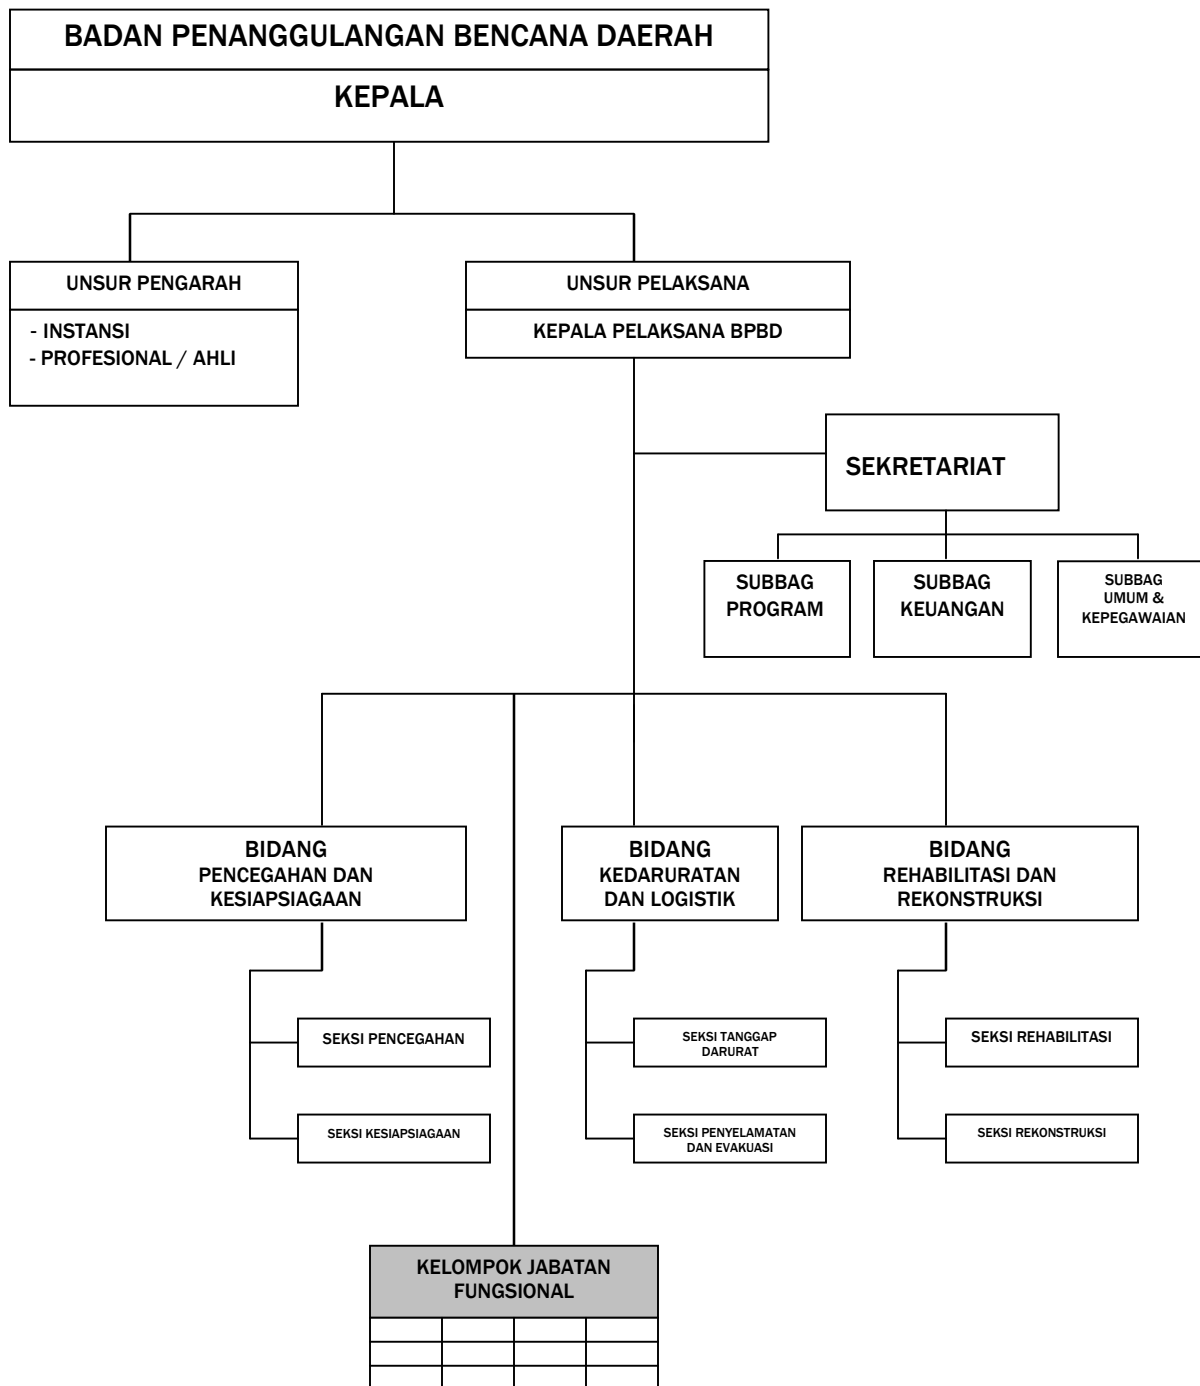 BADAN PENANGGULANGAN BENCANA DAERAH
KEPALA
UNSUR PENGARAH
- INSTANSI
- PROFESIONAL / AHLI
UNSUR PELAKSANA
KEPALA PELAKSANA BPBD
SEKRETARIAT
SUBBAG
PROGRAM
SUBBAG
KEUANGAN
SUBBAG
UMUM &
KEPEGAWAIAN
BIDANG
PENCEGAHAN DAN
KESIAPSIAGAAN
BIDANG
KEDARURATAN
DAN LOGISTIK
BIDANG
REHABILITASI DAN
REKONSTRUKSI
SEKSI PENCEGAHAN
SEKSI TANGGAP
DARURAT
SEKSI REHABILITASI
SEKSI KESIAPSIAGAAN
SEKSI PENYELAMATAN
DAN EVAKUASI
SEKSI REKONSTRUKSI
KELOMPOK JABATAN
FUNGSIONAL